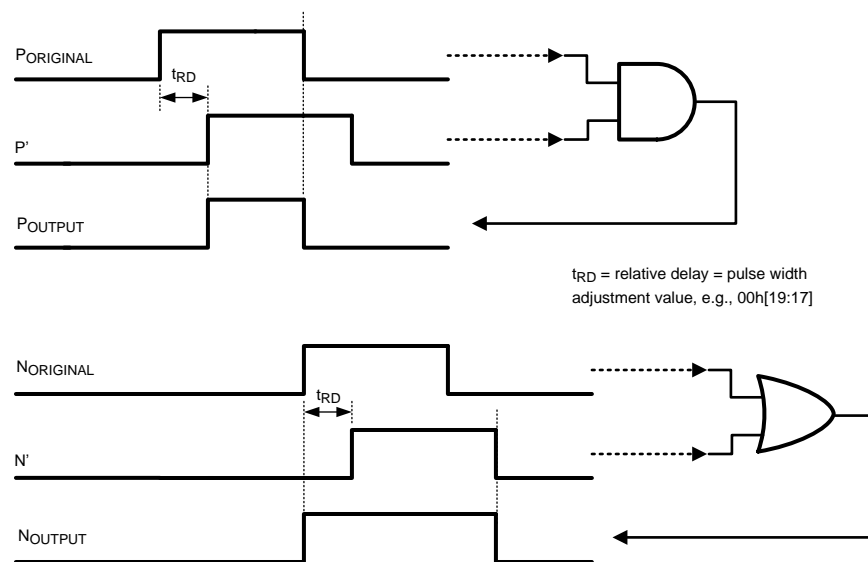 PORIGINAL
tRD
P'
POUTPUT
tRD = relative delay = pulse width
adjustment value, e.g., 00h[19:17]
NORIGINAL
tRD
N'
NOUTPUT